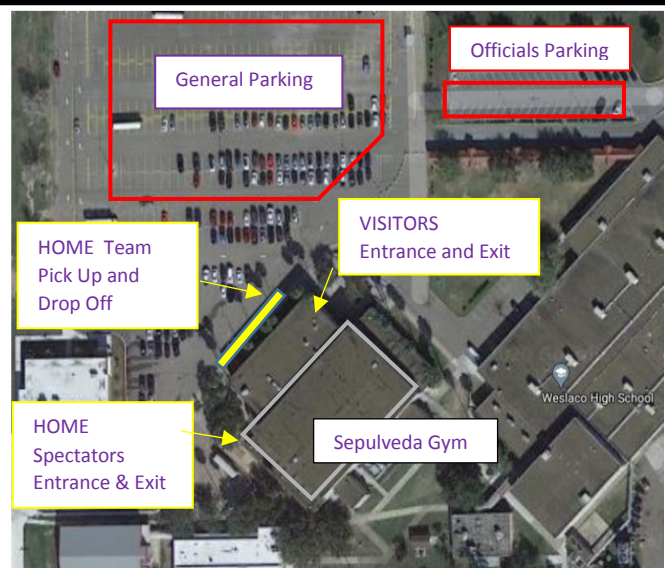 General Parking
Officials Parking
HOME Team
Pick Up and
Drop Off
VISITORS
Entrance and Exit
Weslaco High School
HOME
Spectators
Entrance & Exit
Sepulveda Gym